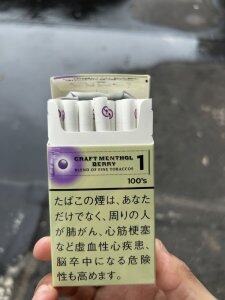 CRAFT MENTHOL 1
BERRY
BLEND OF FINE TOBACCOS
100's
たばこの煙は、あなた
だけでなく、周りの人
が肺がん、心筋梗塞
など虚血性心疾患、
脳卒中になる危険
性も高めます。